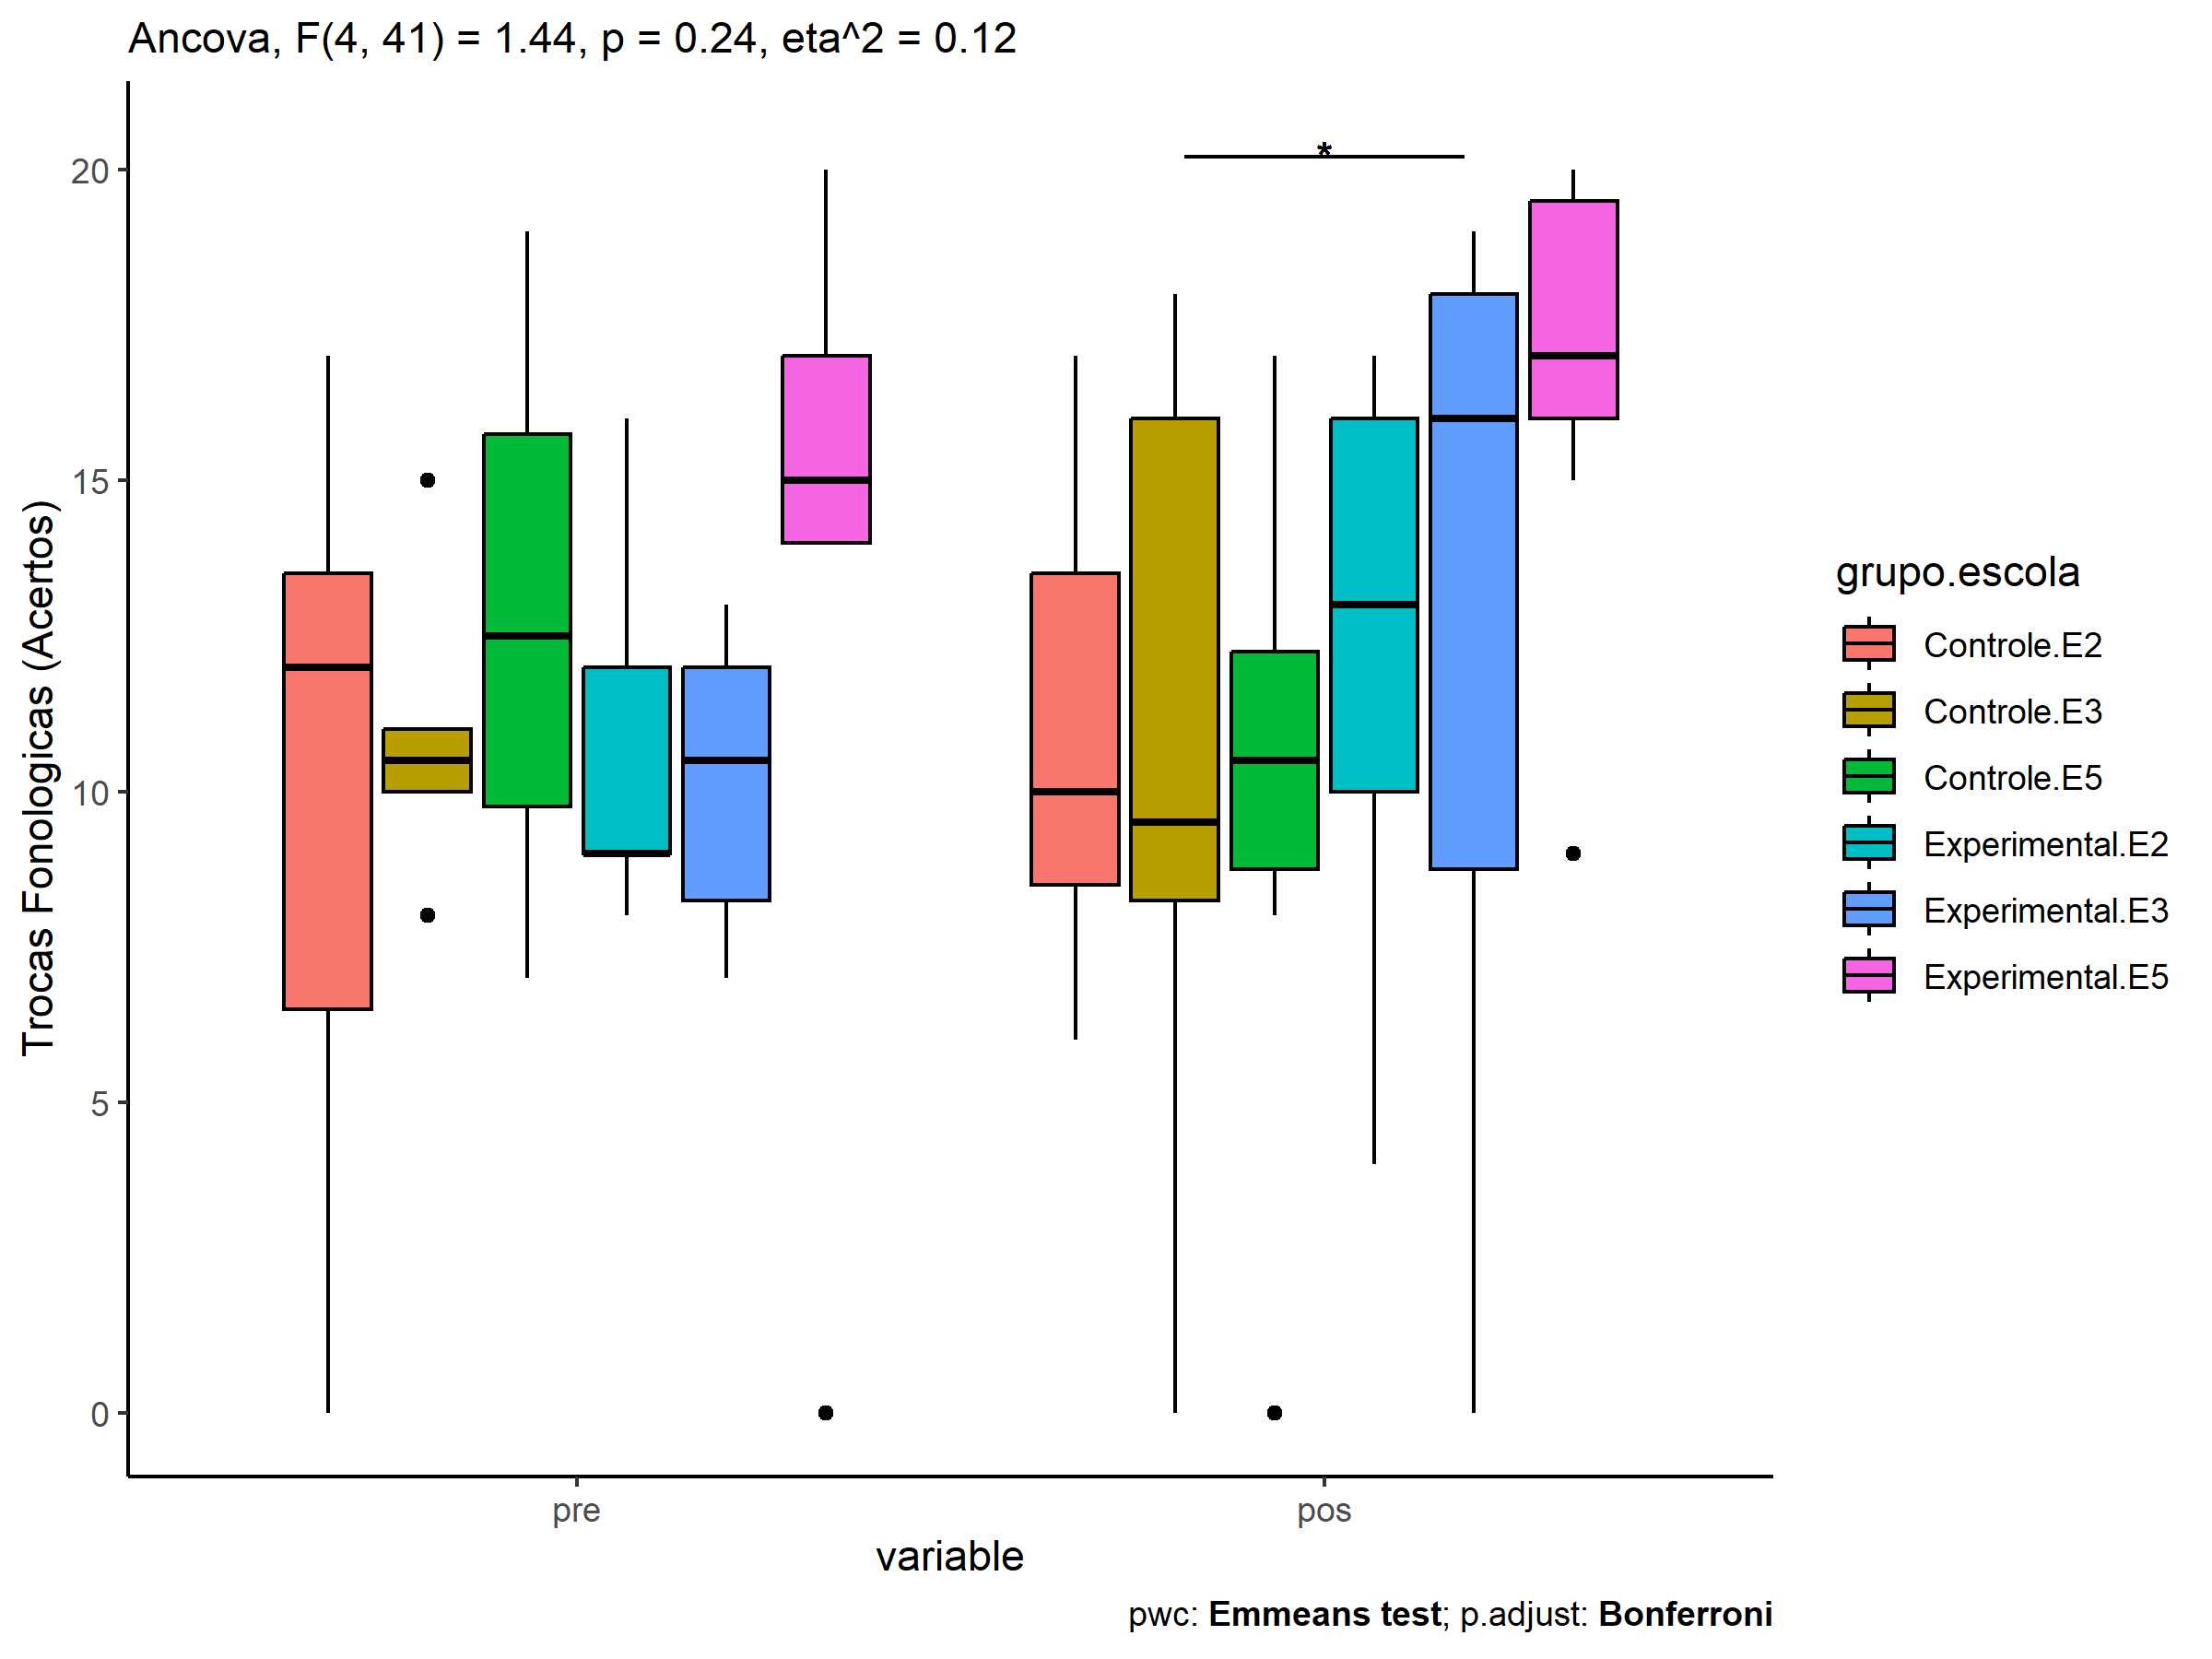 Ancova, F(4, 41) = 1.44, p = 0.24, eta^2 = 0.12
Trocas Fonologicas (Acertos)
20
15
10
5
0
*
pre
pos
variable
grupo.escola
Controle.E2
Controle.E3
Controle.E5
Experimental.E2
Experimental.E3
Experimental.E5
pwc: Emmeans test; p.adjust: Bonferroni